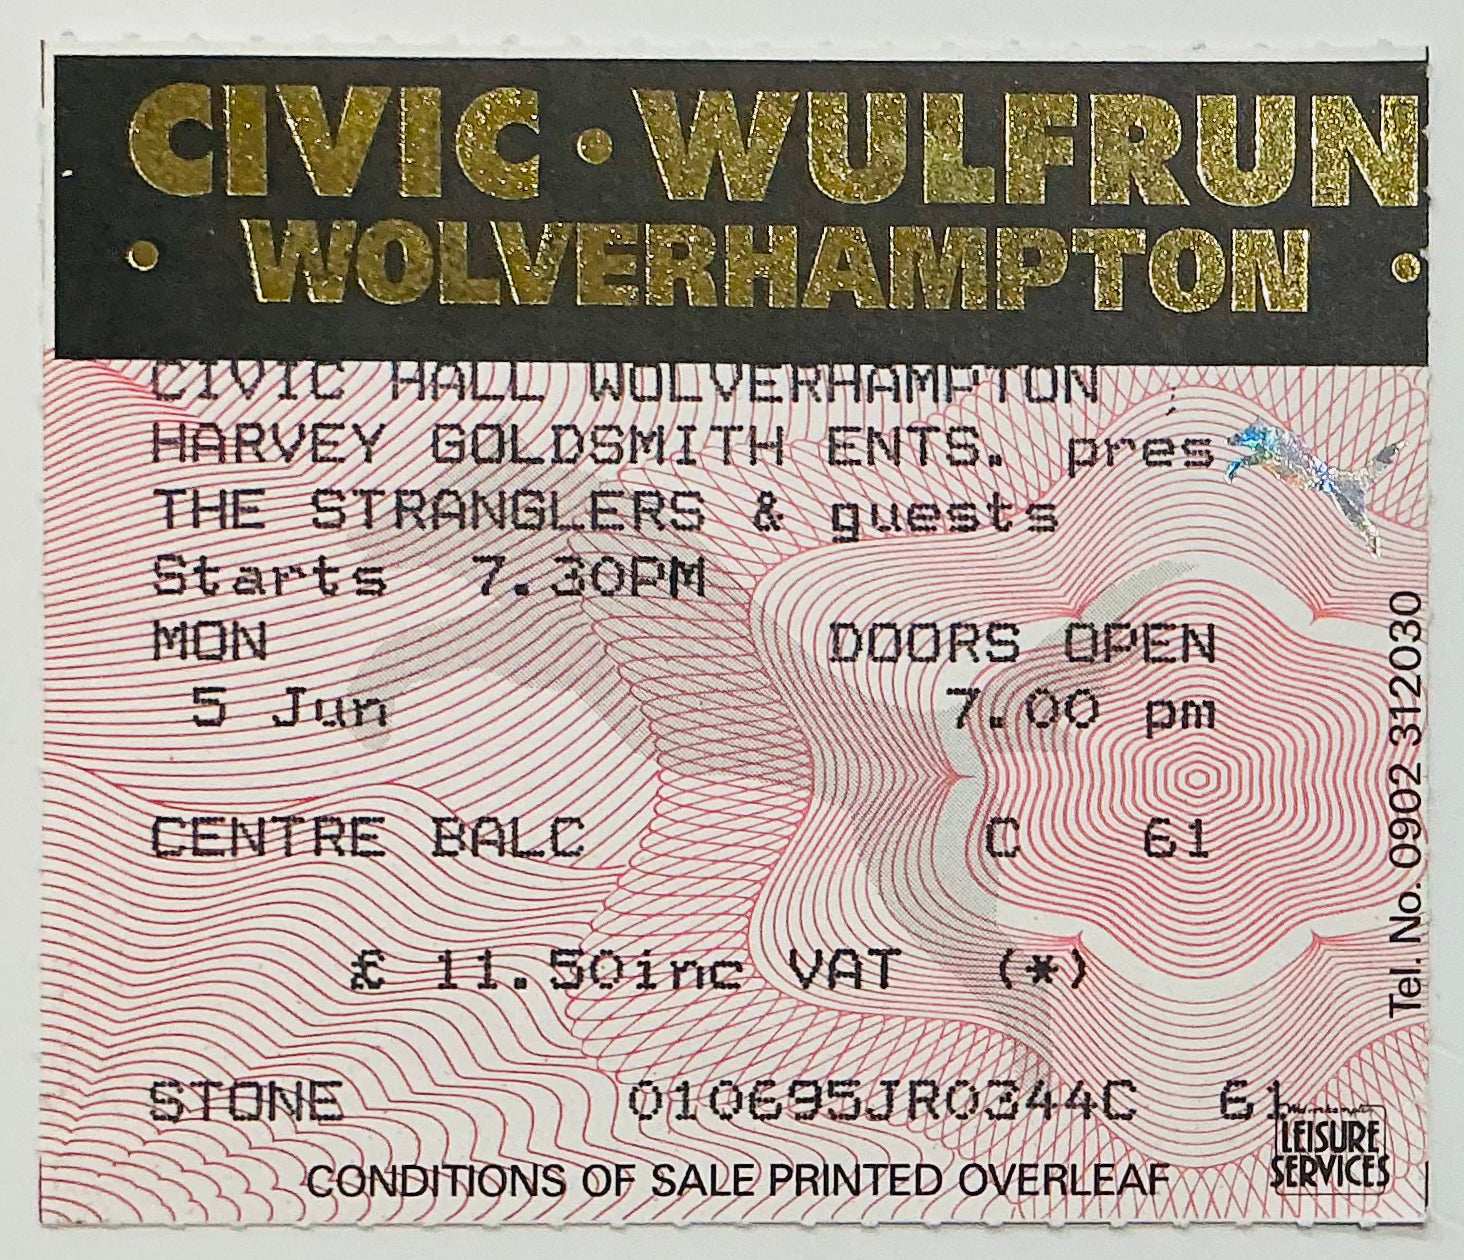 CIVIC • WULFRUN
• WOLVERHAMPTON •
CIVIC HALL WOLVERHAMPTON
HARVEY GOLDSMITH ENTS. pres
THE STRANGLERS & guests
Starts 7.30PM
MON DOORS OPEN
5 Jun 7.00 pm
CENTRE BALC C 61
£ 11.50inc VAT (*)
STONE 010695JR0344C 61
CONDITIONS OF SALE PRINTED OVERLEAF
Wolverhampton
LEISURE
SERVICES
Tel. No. 0902 312030